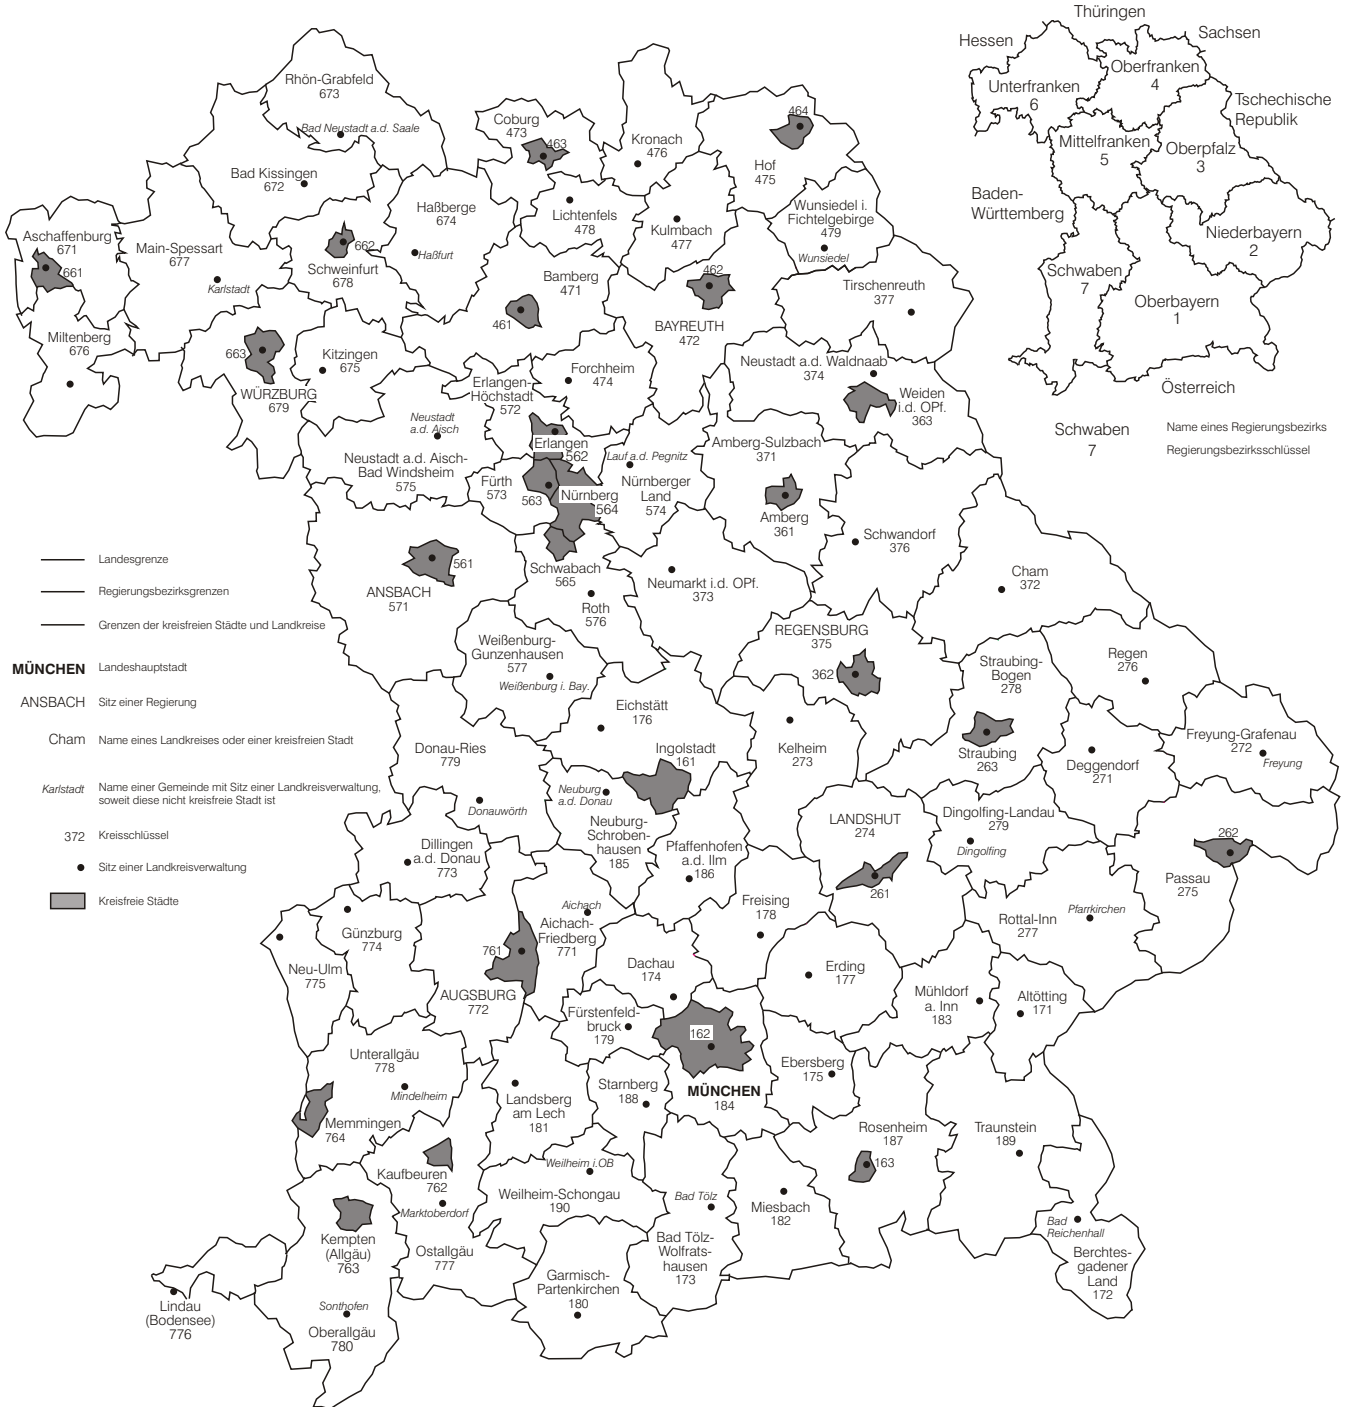 Thüringen
Hessen
Sachsen
Oberfranken
4
Unterfranken
6
Tschechische
Republik
Mittelfranken
5
Oberpfalz
3
Baden-
Württemberg
Niederbayern
2
Schwaben
7
Oberbayern
1
Österreich
Schwaben
7
Name eines Regierungsbezirks
Regierungsbezirksschlüssel
Rhön-Grabfeld
673
Bad Neustadt a.d. Saale
Bad Kissingen
672
Coburg
473
463
Kronach
476
464
Hof
475
Aschaffenburg
671
661
Main-Spessart
677
Karlstadt
662
Schweinfurt
678
Haßberge
674
Haßfurt
Lichtenfels
478
Kulmbach
477
Wunsiedel i.
Fichtelgebirge
479
Wunsiedel
Bamberg
471
461
462
BAYREUTH
472
Tirschenreuth
377
Miltenberg
676
663
WÜRZBURG
679
Kitzingen
675
Erlangen-
Höchstadt
572
Forchheim
474
Neustadt a.d. Waldnaab
374
Weiden
i.d. OPf.
363
Neustadt
a.d. Aisch
Neustadt a.d. Aisch-
Bad Windsheim
575
Erlangen
562
Lauf a.d. Pegnitz
Nürnberger
Land
574
Amberg-Sulzbach
371
Fürth
573
563
Nürnberg
564
Amberg
361
Schwandorf
376
561
ANSBACH
571
Schwabach
565
Roth
576
Neumarkt i.d. OPf.
373
Cham
372
Landesgrenze
Regierungsbezirksgrenzen
Grenzen der kreisfreien Städte und Landkreise
MÜNCHEN
Landeshauptstadt
ANSBACH
Sitz einer Regierung
Cham
Name eines Landkreises oder einer kreisfreien Stadt
Karlstadt
Name einer Gemeinde mit Sitz einer Landkreisverwaltung,
soweit diese nicht kreisfreie Stadt ist
372
Kreisschlüssel
Sitz einer Landkreisverwaltung
Kreisfreie Städte
Weißenburg-
Gunzenhausen
577
Weißenburg i. Bay.
REGENSBURG
375
362
Straubing-
Bogen
278
Regen
276
Eichstätt
176
Donau-Ries
779
Donauwörth
Ingolstadt
161
Kelheim
273
Straubing
263
Deggendorf
271
Freyung-Grafenau
272
Freyung
Neuburg
a.d. Donau
Neuburg-
Schroben-
hausen
185
Pfaffenhofen
a.d. Ilm
186
LANDSHUT
274
261
Dingolfing-Landau
279
Dingolfing
262
Passau
275
Dillingen
a.d. Donau
773
Günzburg
774
Neu-Ulm
775
Aichach
Aichach-
Friedberg
771
761
AUGSBURG
772
Freising
178
Rottal-Inn
277
Pfarrkirchen
Dachau
174
Erding
177
Mühldorf
a. Inn
183
Altötting
171
Fürstenfeld-
bruck
179
162
MÜNCHEN
184
Ebersberg
175
Unterallgäu
778
Mindelheim
Memmingen
764
Landsberg
am Lech
181
Starnberg
188
Rosenheim
187
163
Traunstein
189
Kaufbeuren
762
Marktoberdorf
Ostallgäu
777
Weilheim i.OB
Weilheim-Schongau
190
Bad Tölz
Bad Tölz-
Wolfrats-
hausen
173
Miesbach
182
Bad
Reichenhall
Berchtes-
gadener
Land
172
Kempten
(Allgäu)
763
Garmisch-
Partenkirchen
180
Lindau
(Bodensee)
776
Sonthofen
Oberallgäu
780